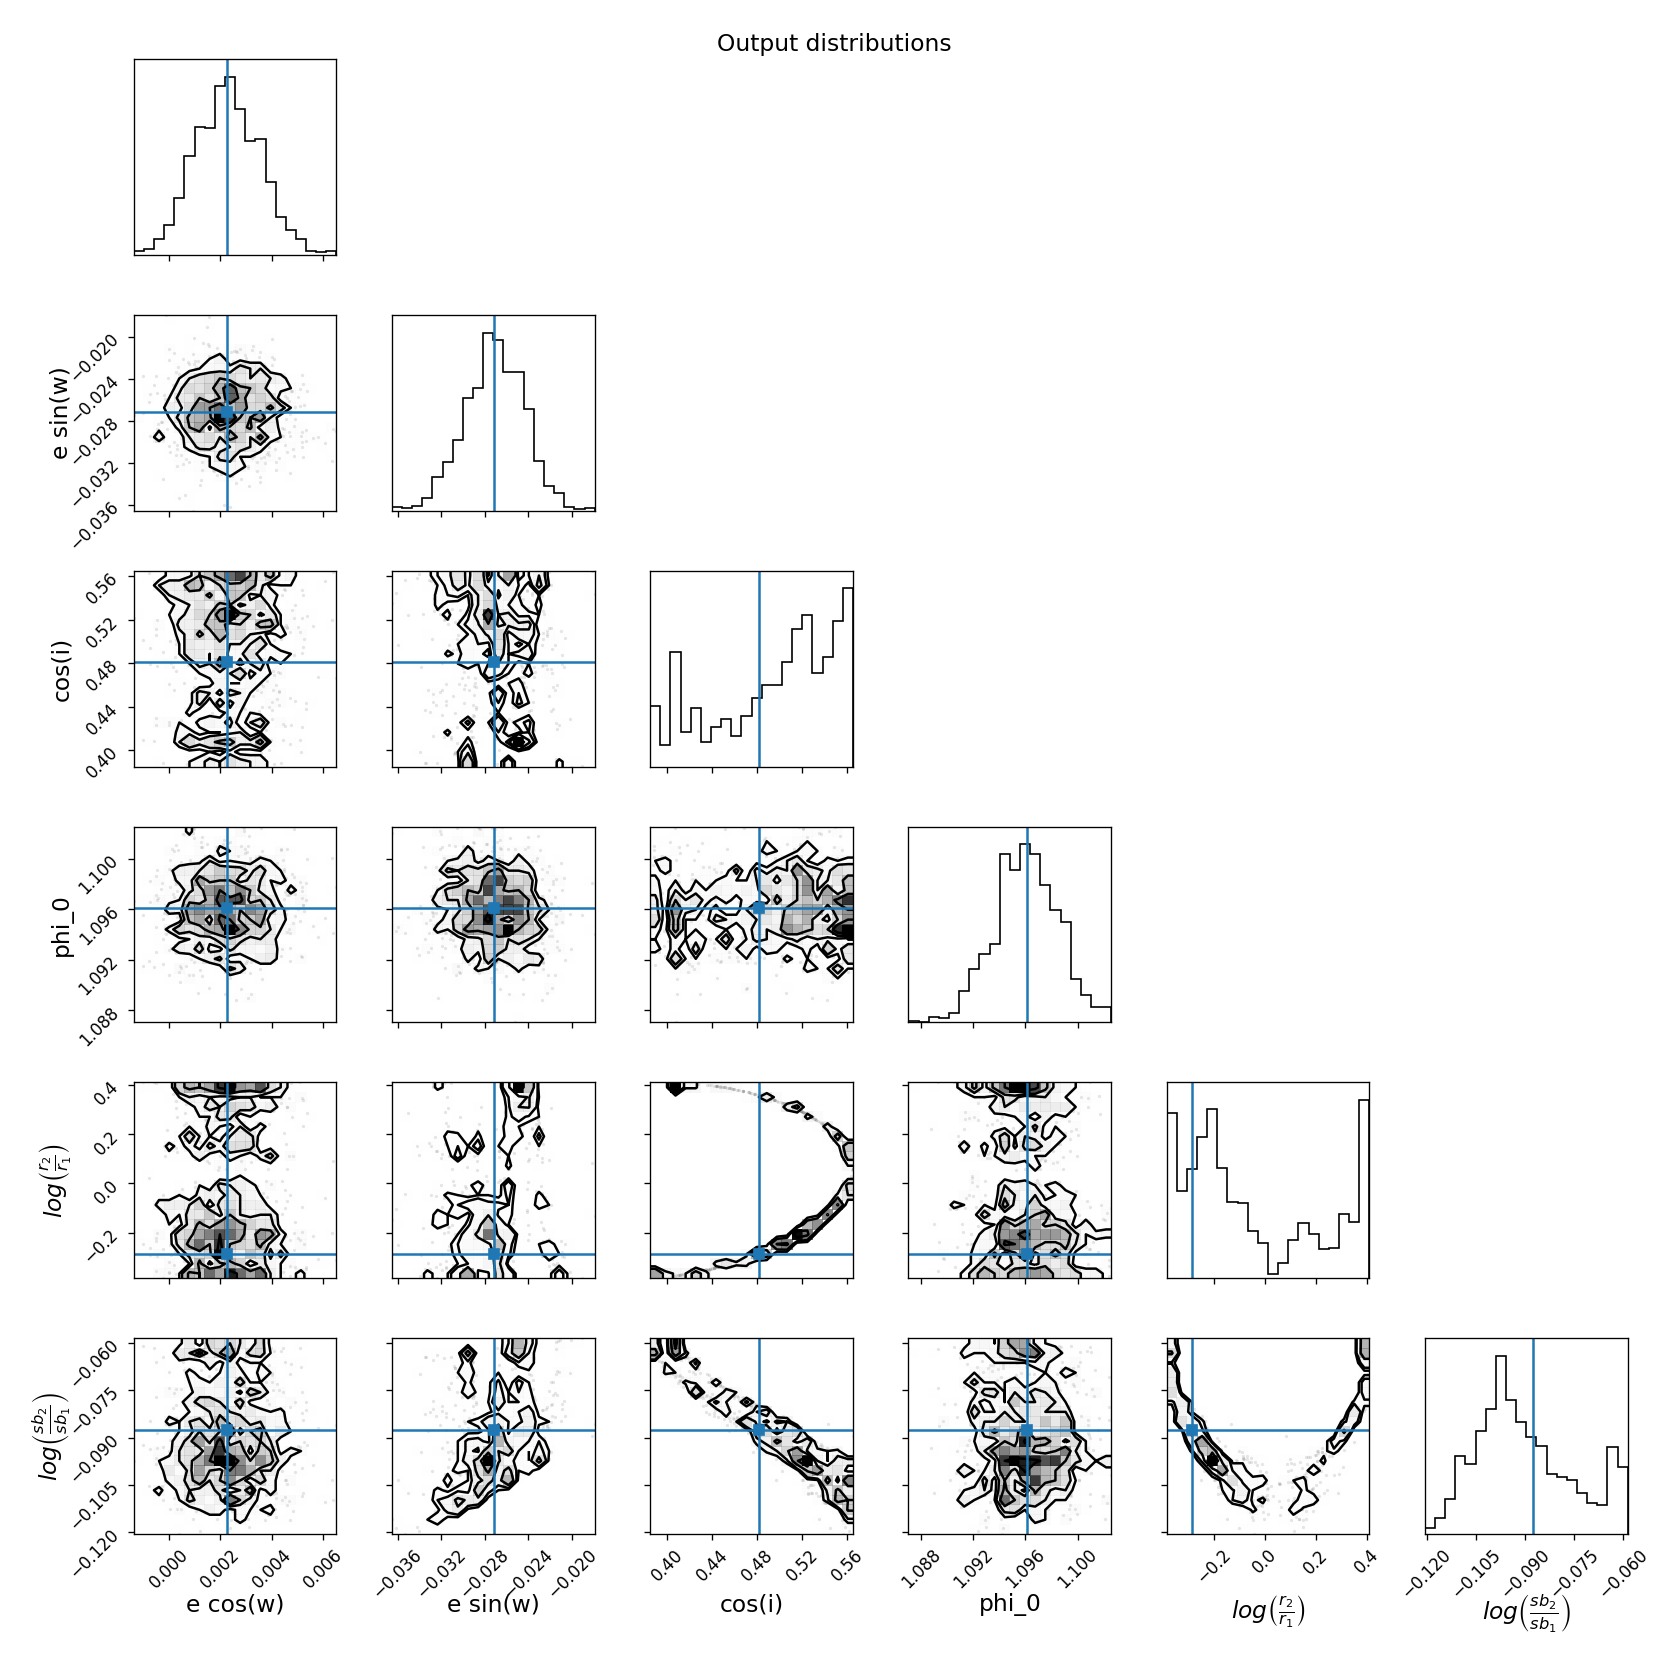 Output distributions
e sin(w)
−0.020
−0.024
−0.028
−0.032
−0.036
cos(i)
0.56
0.52
0.48
0.44
0.40
phi_0
1.100
1.096
1.092
1.088
log(r₂/r₁)
0.4
0.2
0.0
−0.2
log(sb₂/sb₁)
−0.060
−0.075
−0.090
−0.105
−0.120
0.000 0.002 0.004 0.006
−0.036 −0.032 −0.028 −0.024 −0.020
0.40 0.44 0.48 0.52 0.56
1.088 1.092 1.096 1.100
−0.2 0.0 0.2 0.4
−0.120 −0.105 −0.090 −0.075 −0.060
e cos(w)
e sin(w)
cos(i)
phi_0
log(r₂/r₁)
log(sb₂/sb₁)